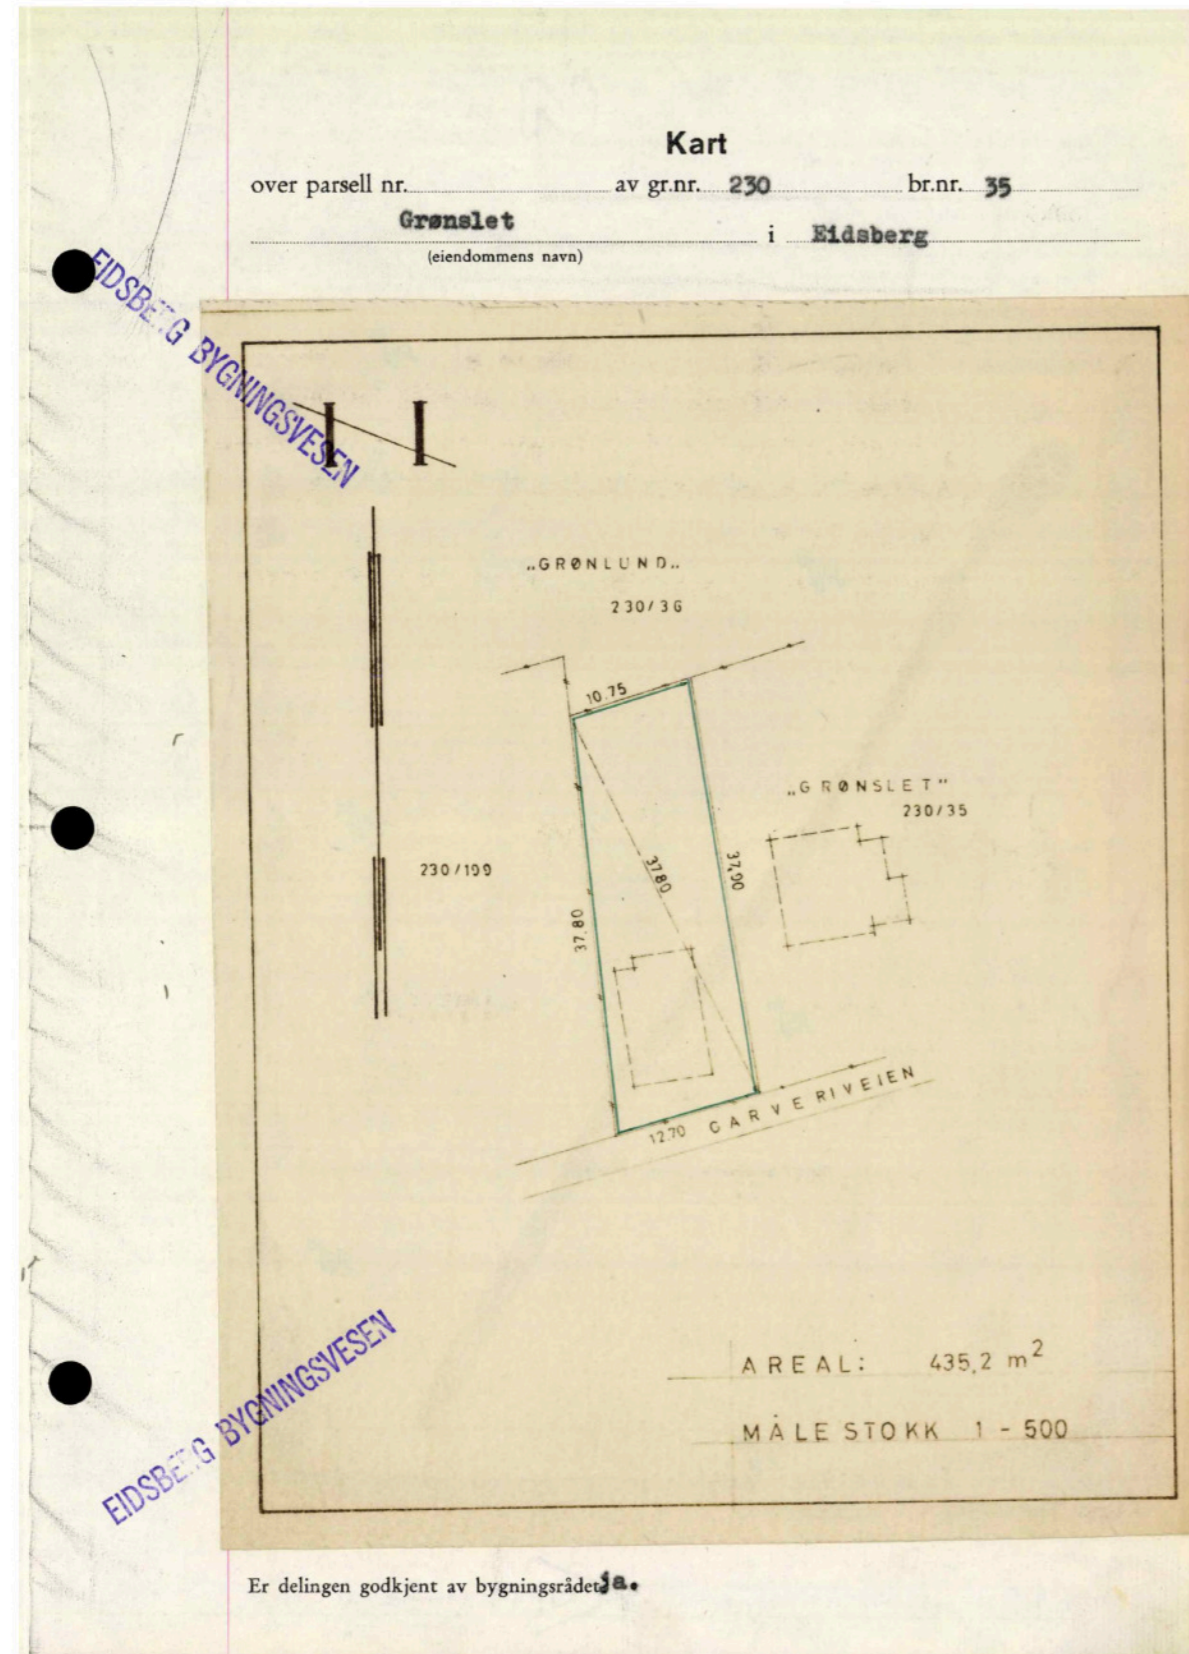 Kart
over parsell nr. av gr.nr. 230 br.nr. 35
Grønslet i Eidsberg
(eiendommens navn)
EIDSBERG BYGNINGSVESEN
„GRØNLUND„
230/36
10.75
„GRØNSLET"
230/35
230/199
37.80
37.80
37,90
12.70 GARVERIVEIEN
AREAL: 435,2 m²
MÅLESTOKK 1 - 500
EIDSBERG BYGNINGSVESEN
Er delingen godkjent av bygningsrådet ja.